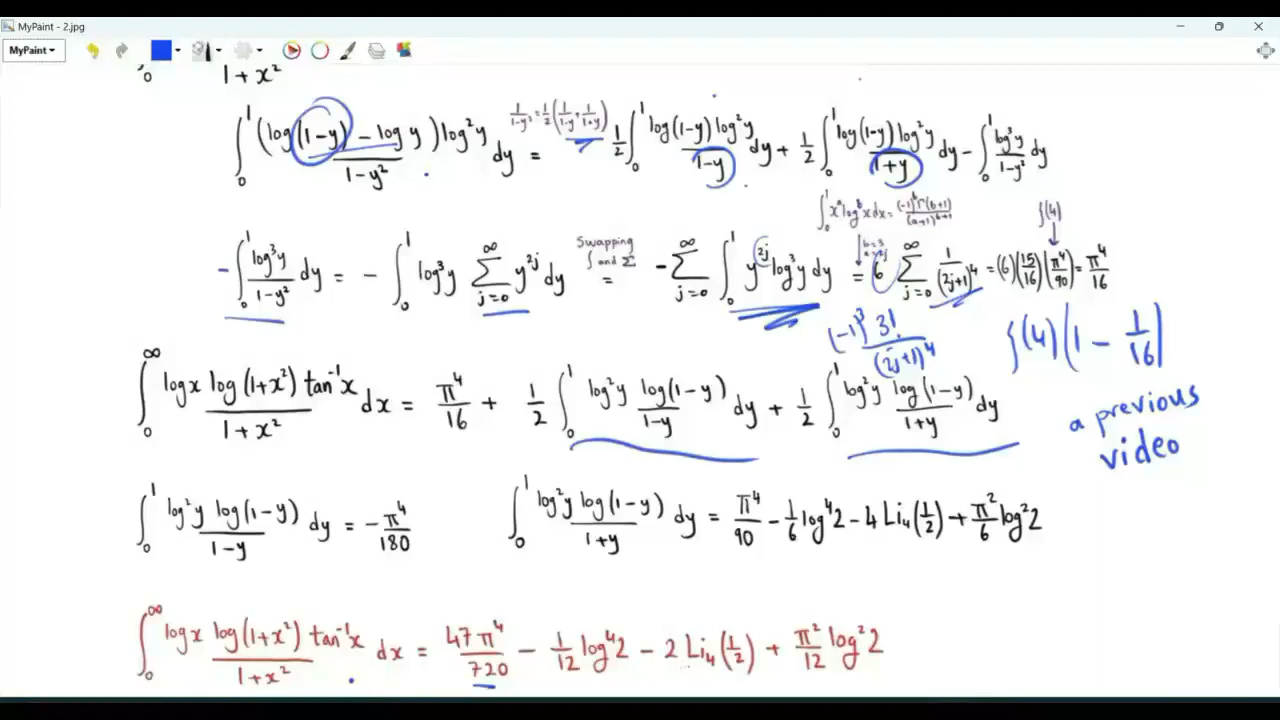 MyPaint - 2.jpg
MyPaint
0 1+x²
∫₀¹ (log(1−y) − log y) log²y / (1−y²) dy = 1/(1−y²) = ½(1/(1−y) + 1/(1+y)) ½ ∫₀¹ log(1−y) log²y / (1−y) dy + ½ ∫₀¹ log(1−y) log²y / (1+y) dy − ∫₀¹ log³y / (1−y²) dy
∫₀¹ xᵃ logᵇx dx = (−1)ᵇ Γ(b+1) / (a+1)ᵇ⁺¹ ζ(4)
− ∫₀¹ log³y / (1−y²) dy = − ∫₀¹ log³y ∑_{j=0}^∞ y²ʲ dy Swapping ∫ and Σ = − ∑_{j=0}^∞ ∫₀¹ y²ʲ log³y dy b=3 a=2j = 6 ∑_{j=0}^∞ 1/(2j+1)⁴ = (6)(15/16)(π⁴/90) = π⁴/16
(−1)³ 3! / (2j+1)⁴ ζ(4)(1 − 1/16)
∫₀^∞ log x log(1+x²) tan⁻¹x / (1+x²) dx = π⁴/16 + ½ ∫₀¹ log²y log(1−y) / (1−y) dy + ½ ∫₀¹ log²y log(1−y) / (1+y) dy
a previous
video
∫₀¹ log²y log(1−y) / (1−y) dy = −π⁴/180 ∫₀¹ log²y log(1−y) / (1+y) dy = π⁴/90 − 1/6 log⁴2 − 4 Li₄(½) + π²/6 log²2
∫₀^∞ log x log(1+x²) tan⁻¹x / (1+x²) dx = 47π⁴/720 − 1/12 log⁴2 − 2 Li₄(½) + π²/12 log²2